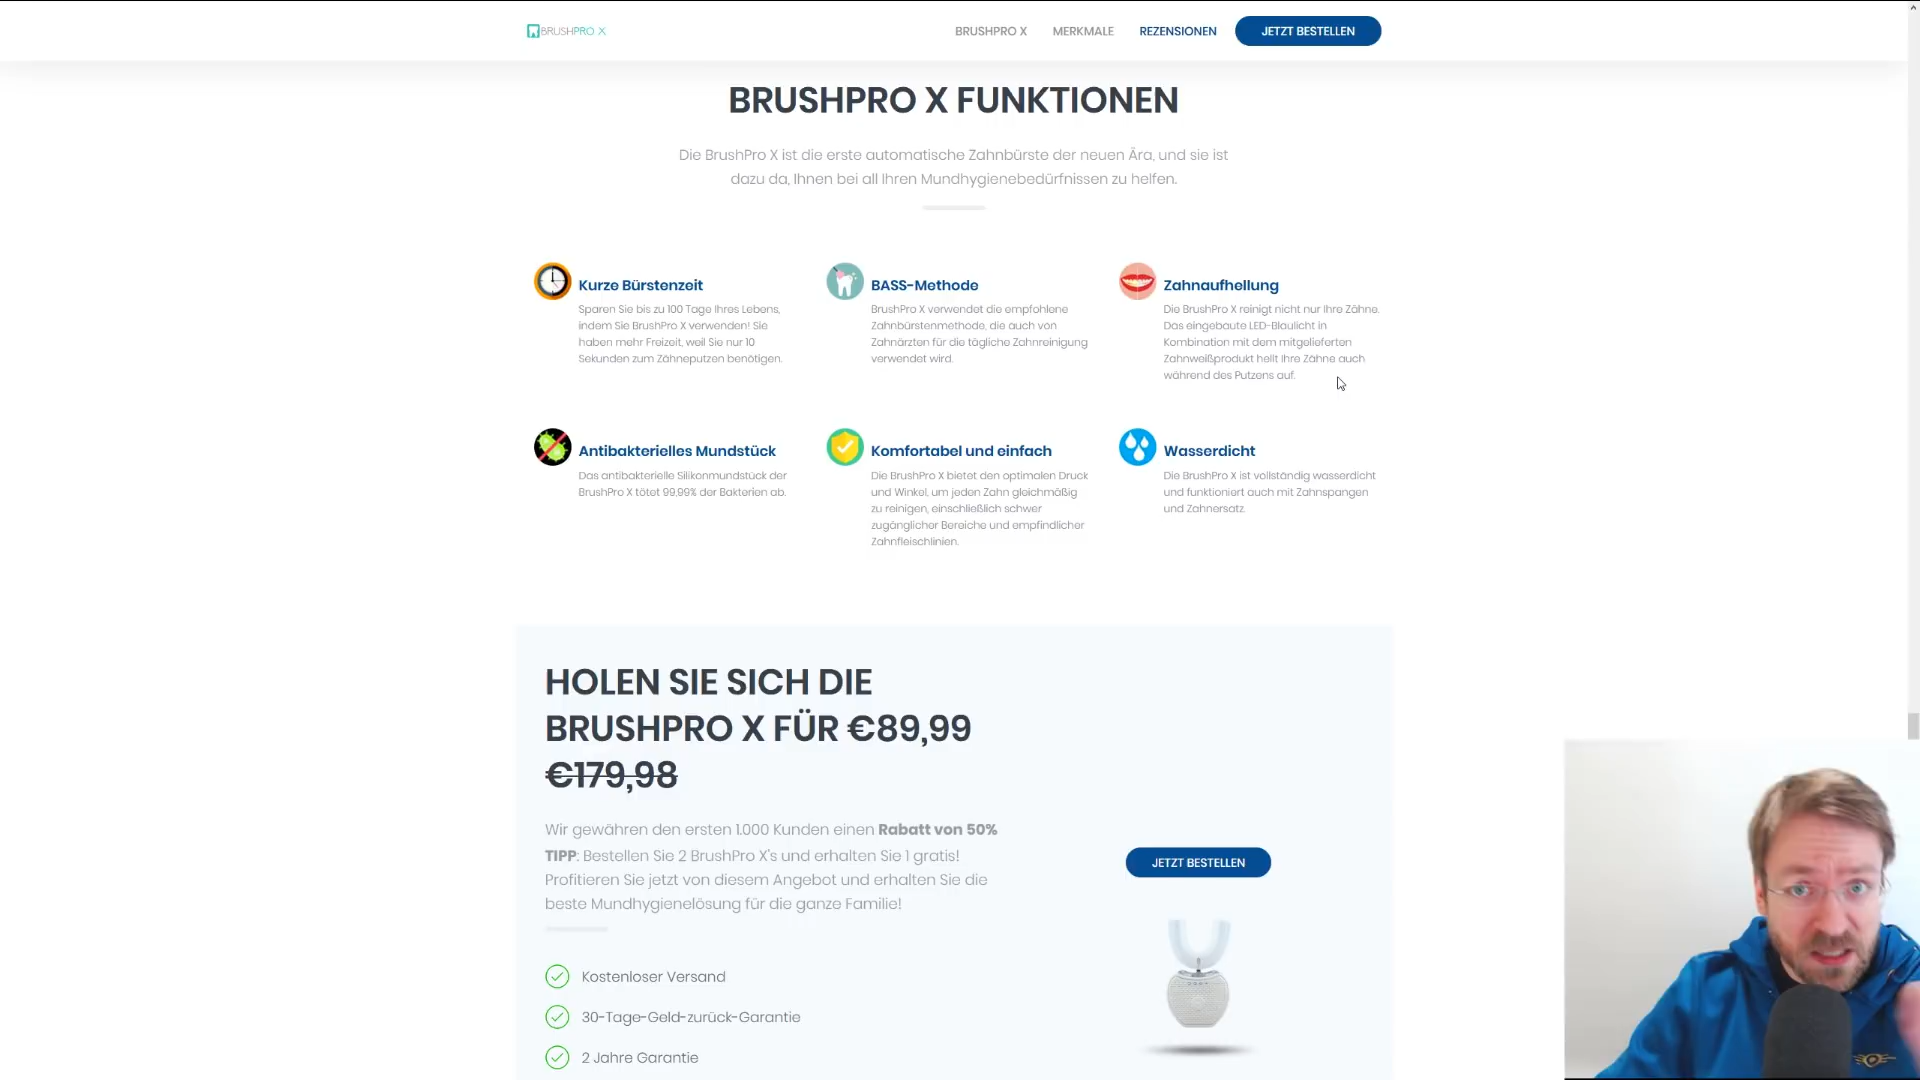 BRUSHPRO X
BRUSHPRO X
MERKMALE
REZENSIONEN
JETZT BESTELLEN
BRUSHPRO X FUNKTIONEN
Die BrushPro X ist die erste automatische Zahnbürste der neuen Ära, und sie ist
dazu da, Ihnen bei all Ihren Mundhygienebedürfnissen zu helfen.
Kurze Bürstenzeit
Sparen Sie bis zu 100 Tage Ihres Lebens,
indem Sie BrushPro X verwenden! Sie
haben mehr Freizeit, weil Sie nur 10
Sekunden zum Zähneputzen benötigen.
BASS-Methode
BrushPro X verwendet die empfohlene
Zahnbürstenmethode, die auch von
Zahnärzten für die tägliche Zahnreinigung
verwendet wird.
Zahnaufhellung
Die BrushPro X reinigt nicht nur Ihre Zähne.
Das eingebaute LED-Blaulicht in
Kombination mit dem mitgelieferten
Zahnweißprodukt hellt Ihre Zähne auch
während des Putzens auf.
Antibakterielles Mundstück
Das antibakterielle Silikonmundstück der
BrushPro X tötet 99,99% der Bakterien ab.
Komfortabel und einfach
Die BrushPro X bietet den optimalen Druck
und Winkel, um jeden Zahn gleichmäßig
zu reinigen, einschließlich schwer
zugänglicher Bereiche und empfindlicher
Zahnfleischlinien.
Wasserdicht
Die BrushPro X ist vollständig wasserdicht
und funktioniert auch mit Zahnspangen
und Zahnersatz.
HOLEN SIE SICH DIE
BRUSHPRO X FÜR €89,99
€179,98
Wir gewähren den ersten 1.000 Kunden einen Rabatt von 50%
TIPP: Bestellen Sie 2 BrushPro X's und erhalten Sie 1 gratis!
Profitieren Sie jetzt von diesem Angebot und erhalten Sie die
beste Mundhygienelösung für die ganze Familie!
Kostenloser Versand
30-Tage-Geld-zurück-Garantie
2 Jahre Garantie
JETZT BESTELLEN